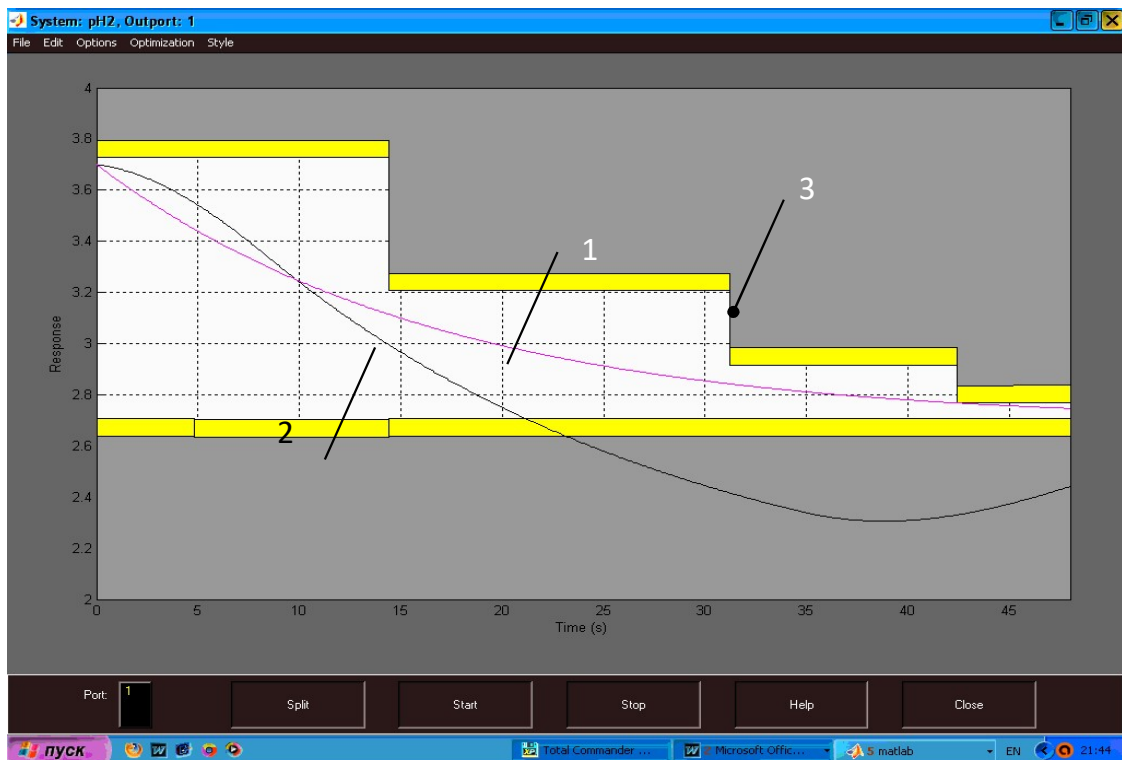 System: pH2, Outport: 1
File Edit Options Optimization Style
4
3.8
3.6
3.4
3.2
3
2.8
2.6
2.4
2.2
2
Response
1
2
3
0 5 10 15 20 25 30 35 40 45
Time (s)
Port: 1 Split Start Stop Help Close
пуск Total Commander ... Microsoft Offic... 5 matlab EN 21:44